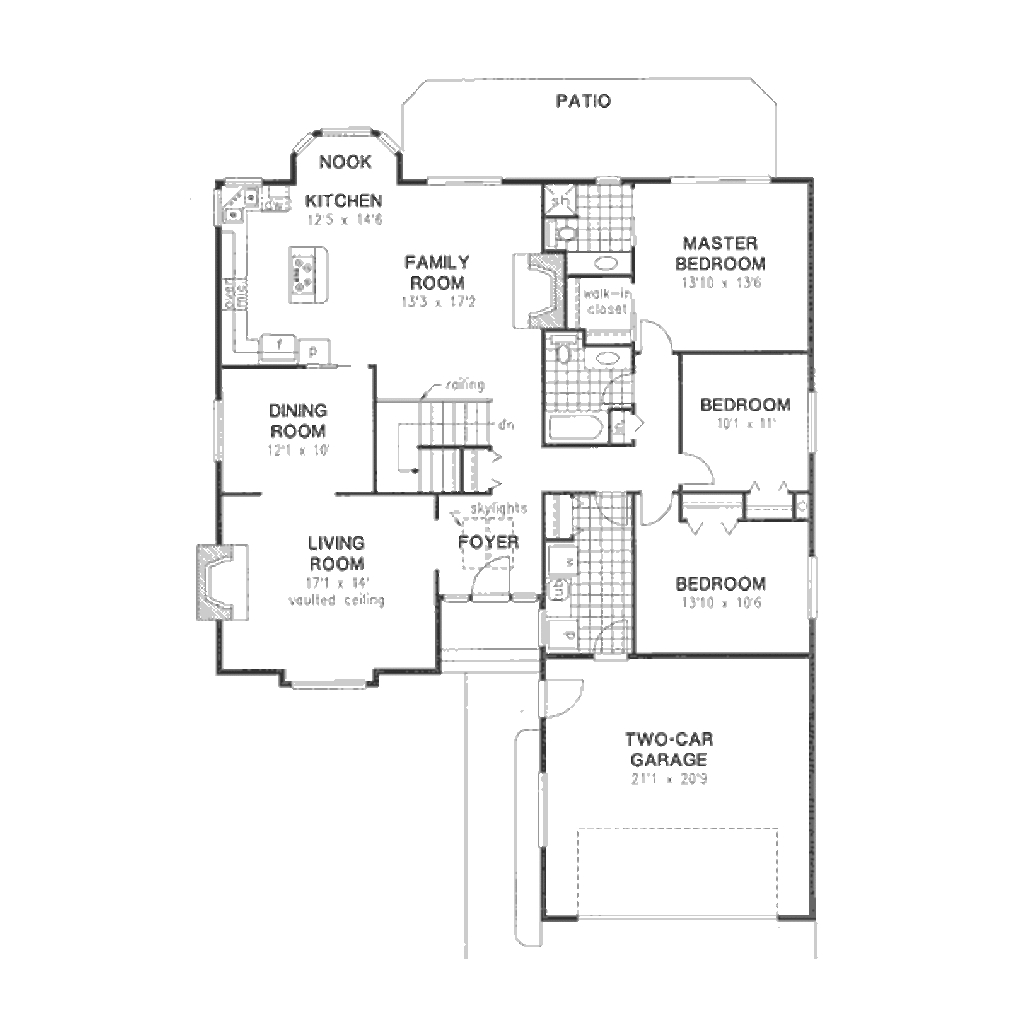 PATIO
NOOK
KITCHEN
12'5 x 14'6
sh
MASTER
BEDROOM
13'10 x 13'6
FAMILY
ROOM
13'3 x 17'2
walk-in
closet
oven
f
p
railing
BEDROOM
10'1 x 11'
DINING
ROOM
12'1 x 10'
dn
skylights
FOYER
LIVING
ROOM
17'1 x 14'
vaulted ceiling
w
tub
d
BEDROOM
13'10 x 10'6
TWO-CAR
GARAGE
21'1 x 20'9